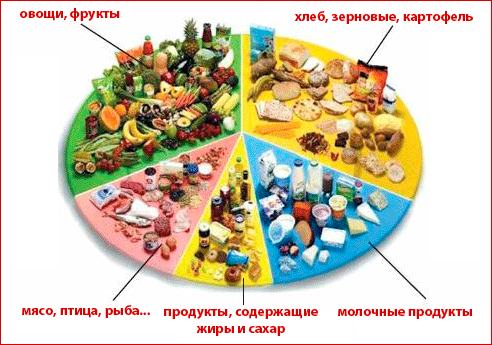 овощи, фрукты
хлеб, зерновые, картофель
мясо, птица, рыба...
продукты, содержащие
жиры и сахар
молочные продукты